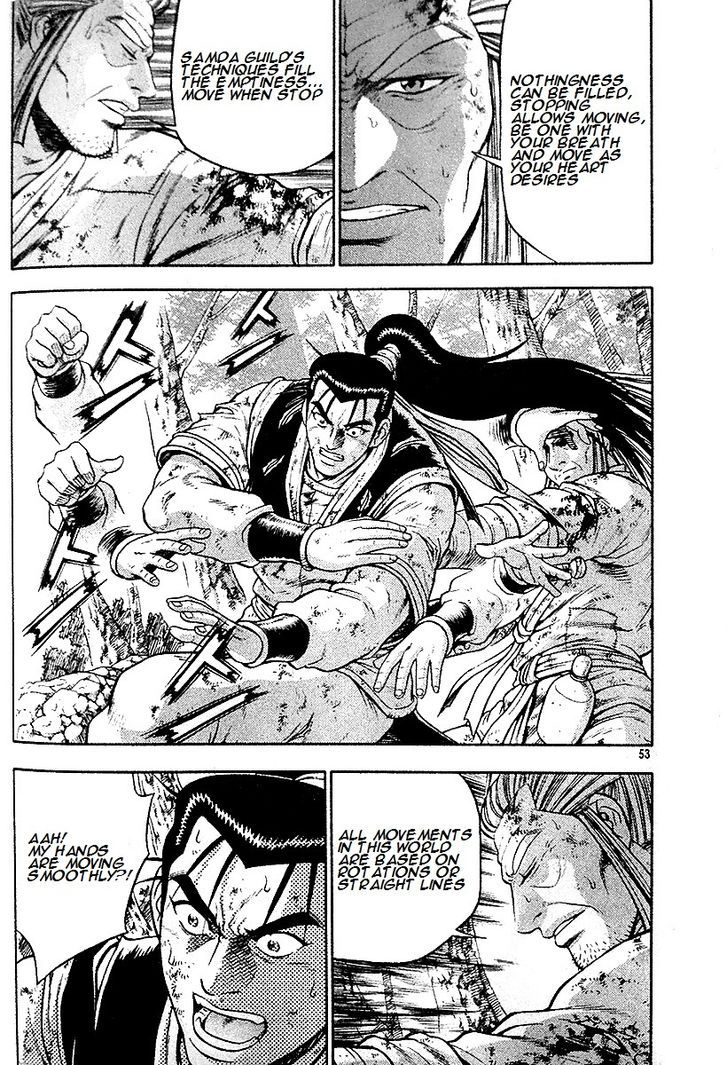 NOTHINGNESS
CAN BE FILLED,
STOPPING
ALLOWS MOVING,
BE ONE WITH
YOUR BREATH
AND MOVE AS
YOUR HEART
DESIRES
SAMDA GUILD'S
TECHNIQUES FILL
THE EMPTINESS...
MOVE WHEN STOP
53
ALL MOVEMENTS
IN THIS WORLD
ARE BASED ON
ROTATIONS OR
STRAIGHT LINES
AAH!
MY HANDS
ARE MOVING
SMOOTHLY?!